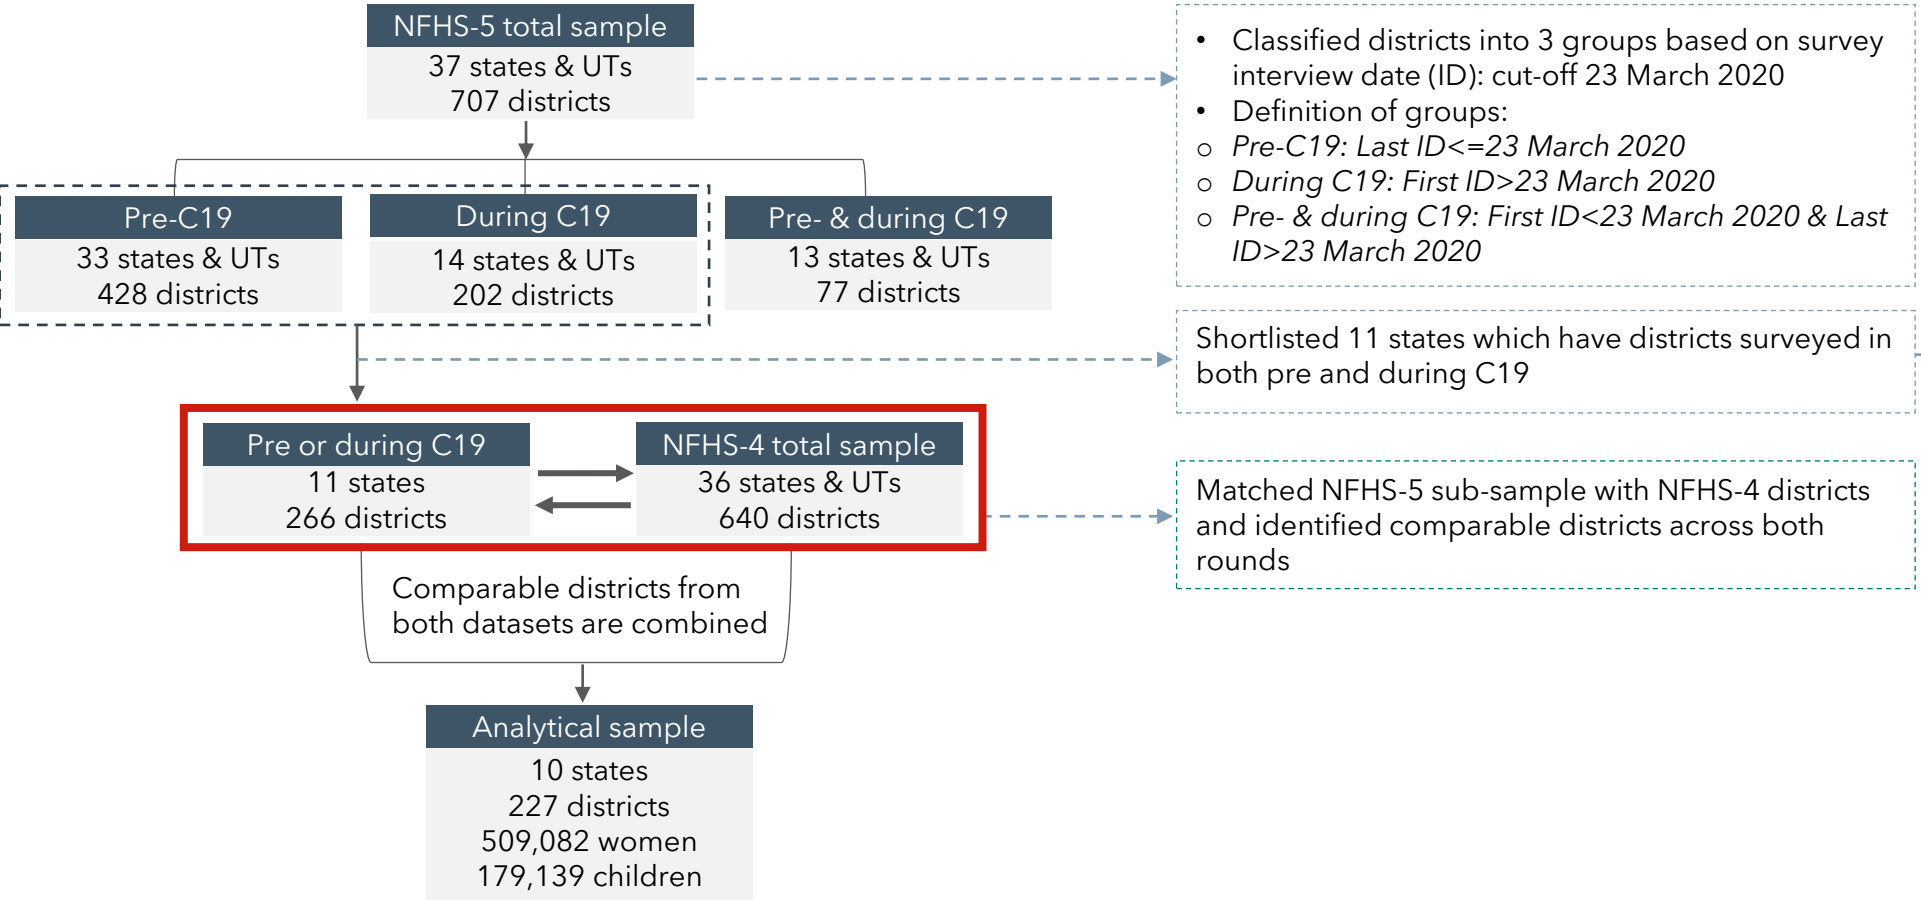 NFHS-5 total sample
37 states & UTs
707 districts
• Classified districts into 3 groups based on survey
interview date (ID): cut-off 23 March 2020
• Definition of groups:
o Pre-C19: Last ID<=23 March 2020
o During C19: First ID>23 March 2020
o Pre- & during C19: First ID<23 March 2020 & Last
ID>23 March 2020
Pre-C19
33 states & UTs
428 districts
During C19
14 states & UTs
202 districts
Pre- & during C19
13 states & UTs
77 districts
Shortlisted 11 states which have districts surveyed in
both pre and during C19
Pre or during C19
11 states
266 districts
NFHS-4 total sample
36 states & UTs
640 districts
Matched NFHS-5 sub-sample with NFHS-4 districts
and identified comparable districts across both
rounds
Comparable districts from
both datasets are combined
Analytical sample
10 states
227 districts
509,082 women
179,139 children